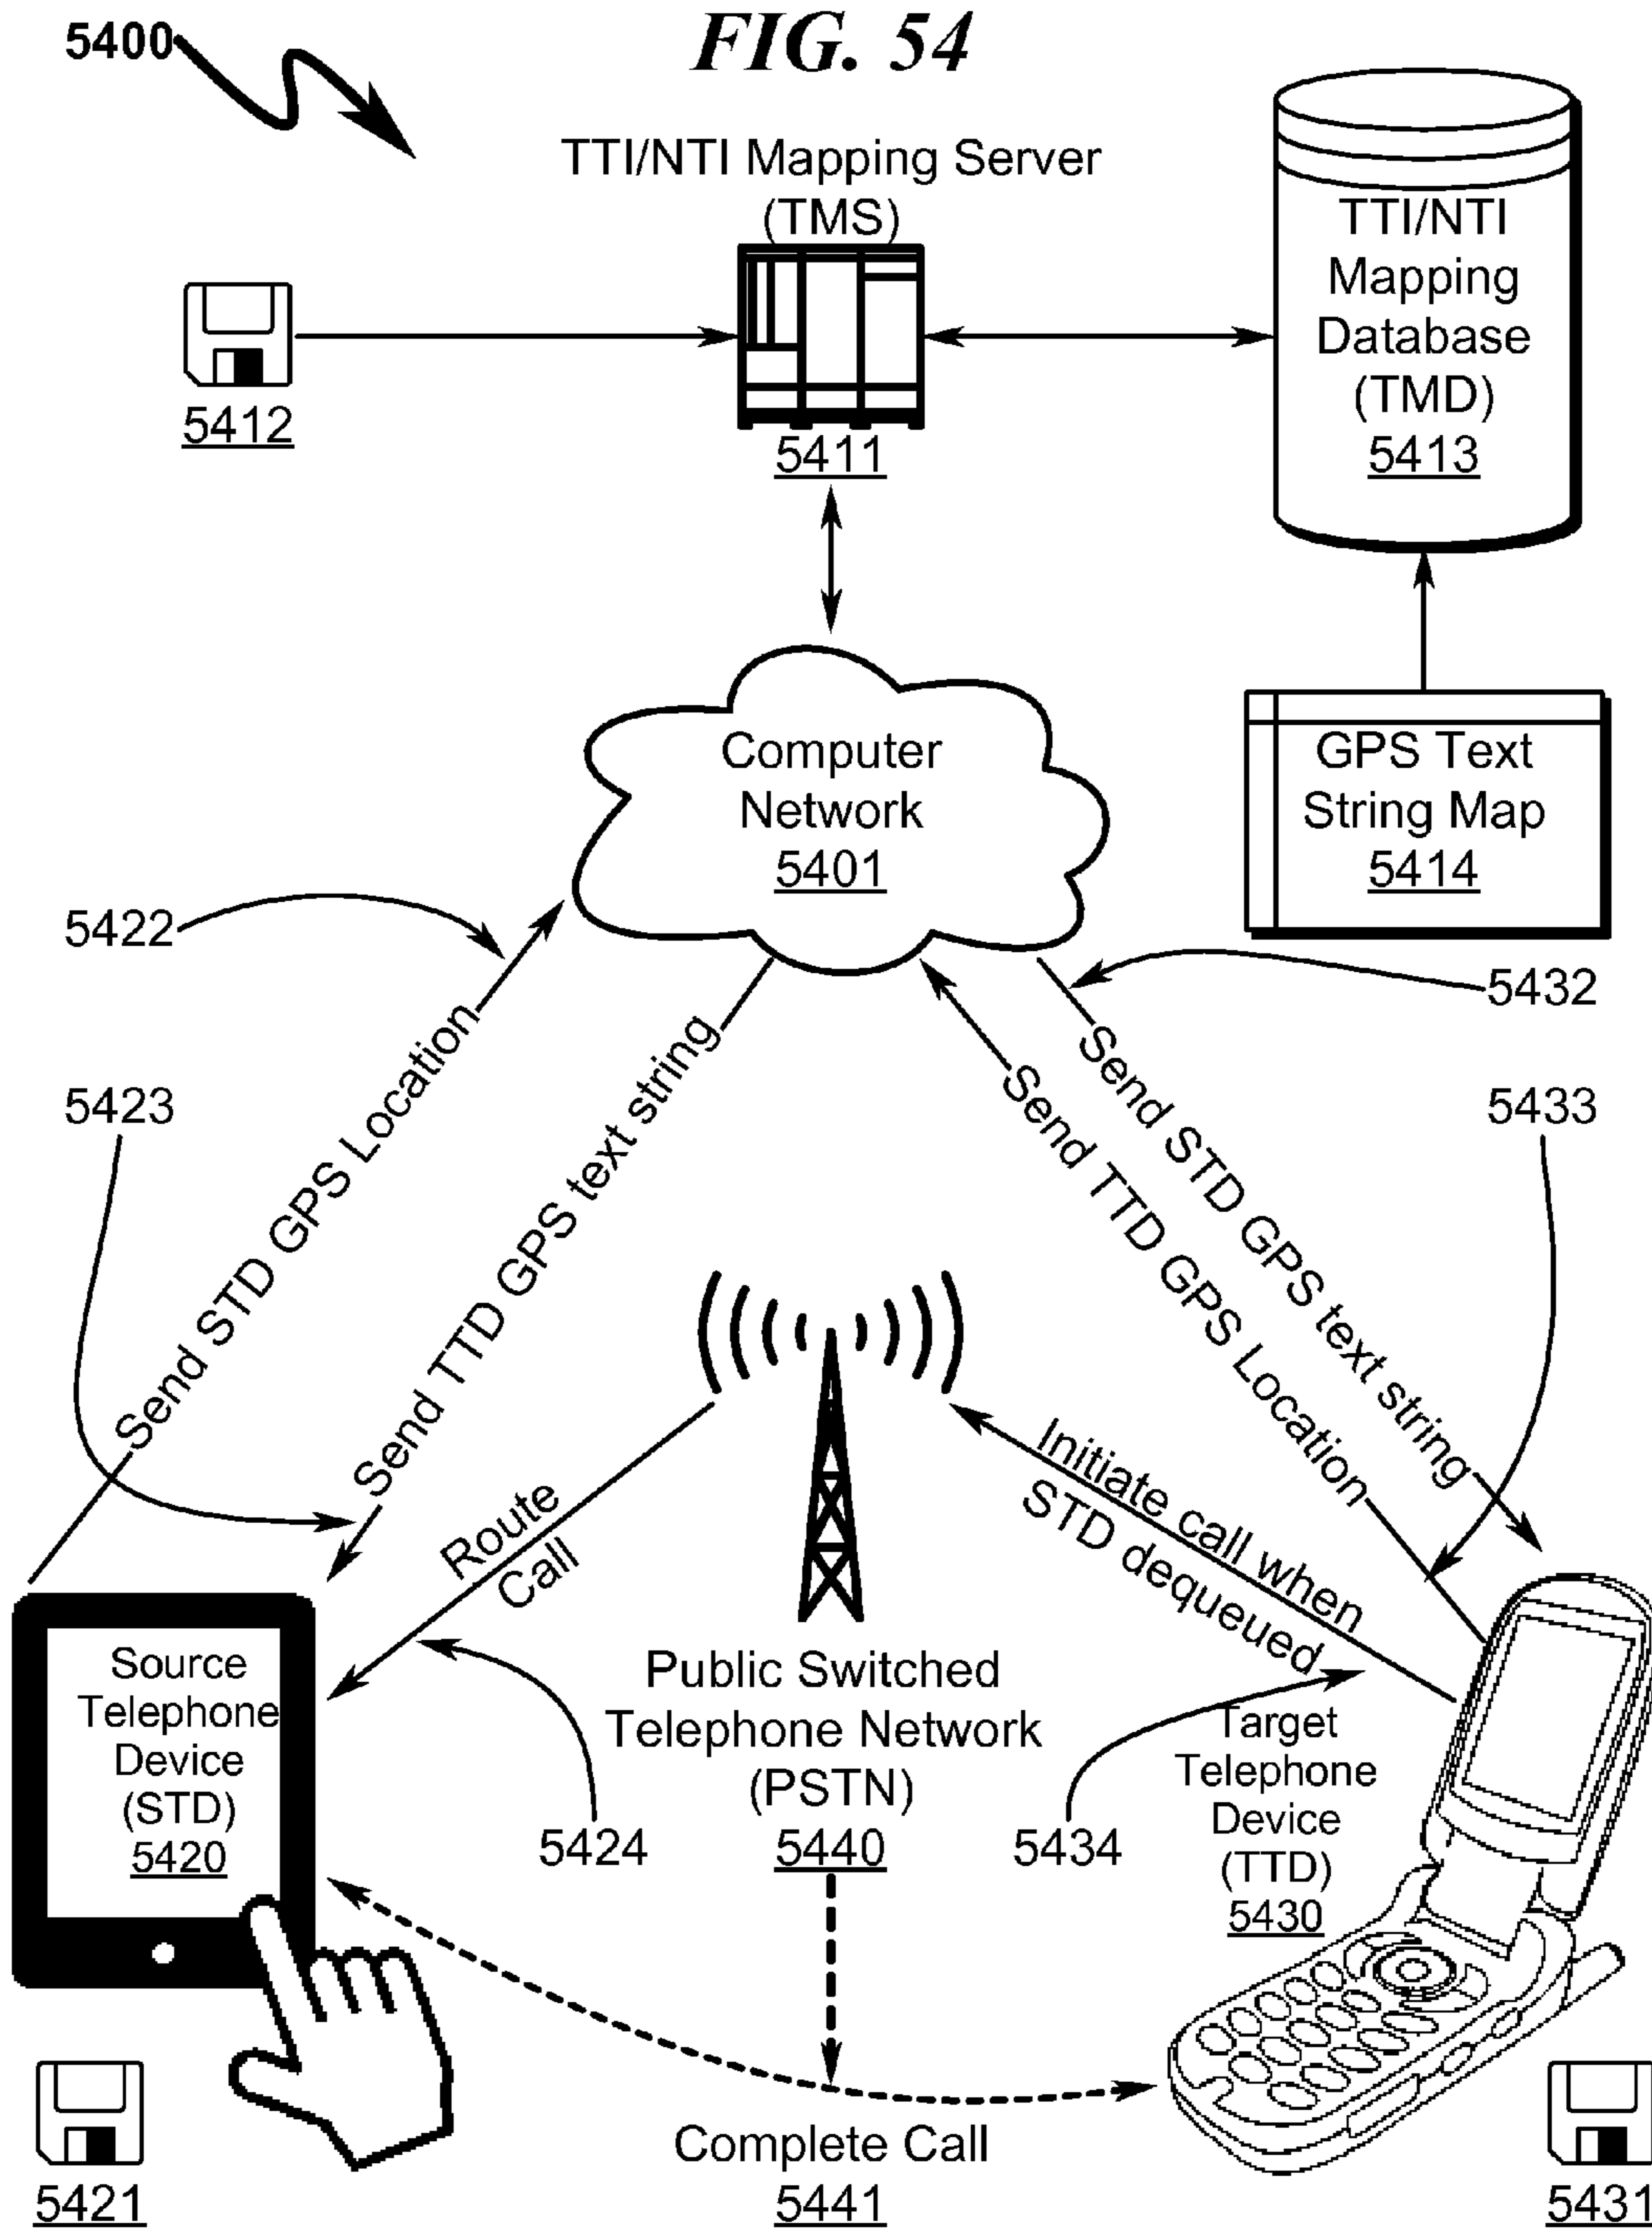 FIG. 54
5400
TTI/NTI Mapping Server
(TMS)
5411
5412
TTI/NTI
Mapping
Database
(TMD)
5413
Computer
Network
5401
GPS Text
String Map
5414
5422
5432
5423
5433
Send STD GPS Location
Send TTD GPS text string
Send STD GPS text string
Send TTD GPS Location
Route
Call
Initiate call when
STD dequeued
Source
Telephone
Device
(STD)
5420
Public Switched
Telephone Network
(PSTN)
5440
5424
5434
Target
Telephone
Device
(TTD)
5430
Complete Call
5441
5421
5431